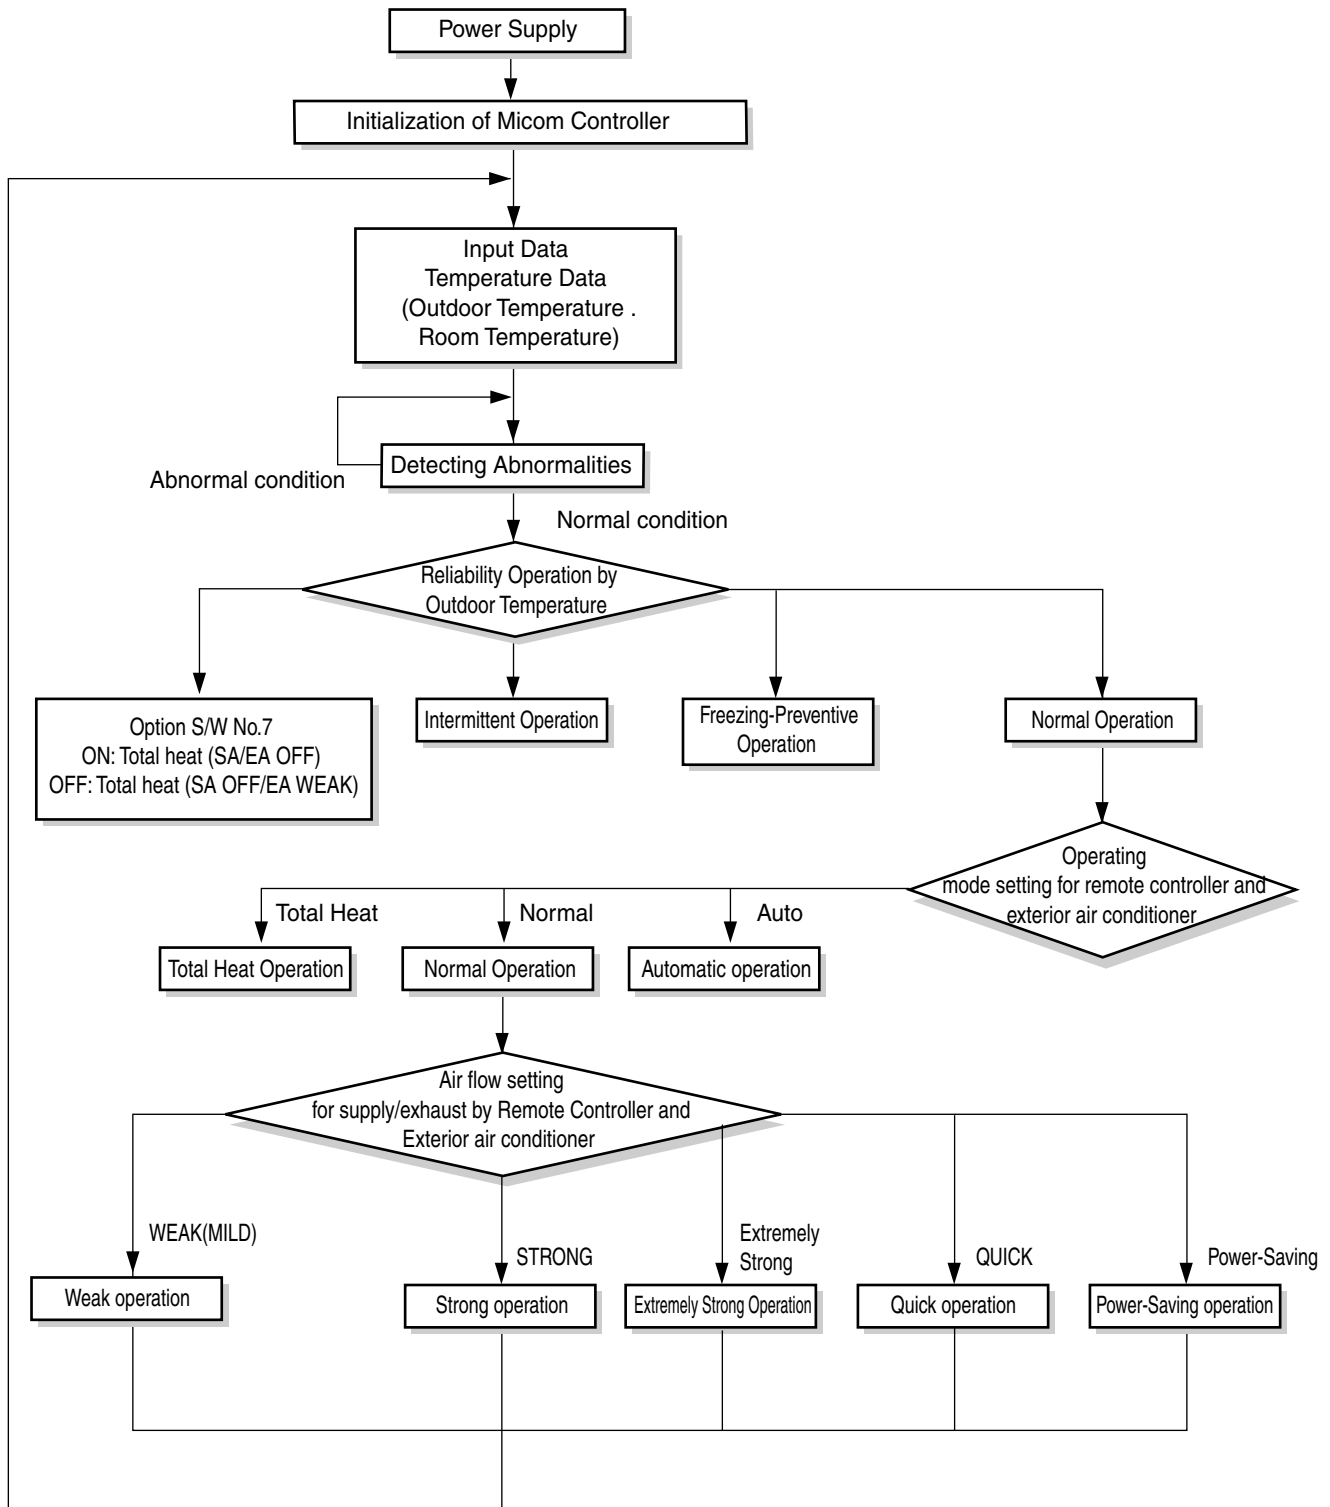 Power Supply
Initialization of Micom Controller
Input Data
Temperature Data
(Outdoor Temperature .
Room Temperature)
Detecting Abnormalities
Abnormal condition
Normal condition
Reliability Operation by
Outdoor Temperature
Option S/W No.7
ON: Total heat (SA/EA OFF)
OFF: Total heat (SA OFF/EA WEAK)
Intermittent Operation
Freezing-Preventive
Operation
Normal Operation
Operating
mode setting for remote controller and
exterior air conditioner
Total Heat
Normal
Auto
Total Heat Operation
Normal Operation
Automatic operation
Air flow setting
for supply/exhaust by Remote Controller and
Exterior air conditioner
WEAK(MILD)
STRONG
Extremely
Strong
QUICK
Power-Saving
Weak operation
Strong operation
Extremely Strong Operation
Quick operation
Power-Saving operation